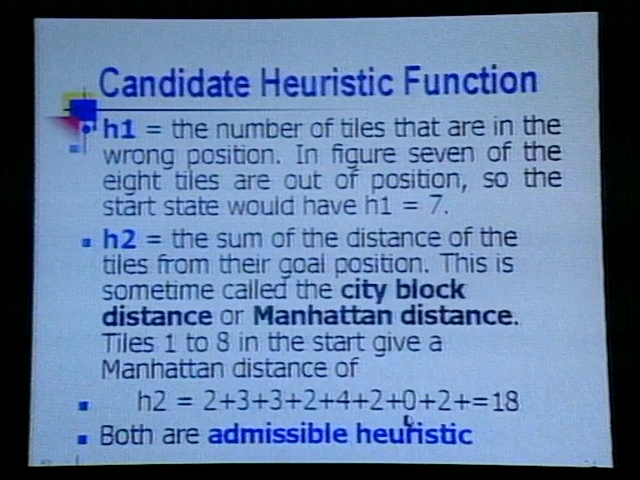 Candidate Heuristic Function
h1 = the number of tiles that are in the
wrong position. In figure seven of the
eight tiles are out of position, so the
start state would have h1 = 7.
h2 = the sum of the distance of the
tiles from their goal position. This is
sometime called the city block
distance or Manhattan distance.
Tiles 1 to 8 in the start give a
Manhattan distance of
h2 = 2+3+3+2+4+2+0+2+=18
Both are admissible heuristic